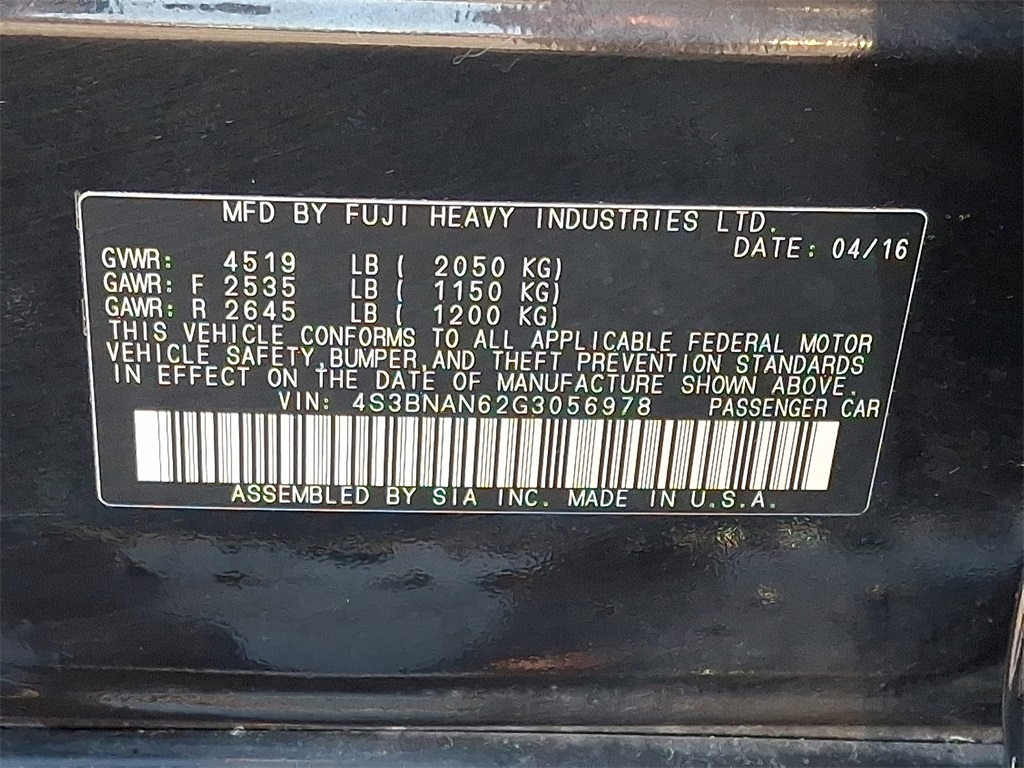 MFD BY FUJI HEAVY INDUSTRIES LTD.
DATE: 04/16
GVWR: 4519 LB ( 2050 KG)
GAWR: F 2535 LB ( 1150 KG)
GAWR: R 2645 LB ( 1200 KG)
THIS VEHICLE CONFORMS TO ALL APPLICABLE FEDERAL MOTOR
VEHICLE SAFETY,BUMPER,AND THEFT PREVENTION STANDARDS
IN EFFECT ON THE DATE OF MANUFACTURE SHOWN ABOVE.
VIN: 4S3BNAN62G3056978 PASSENGER CAR
ASSEMBLED BY SIA INC. MADE IN U.S.A.